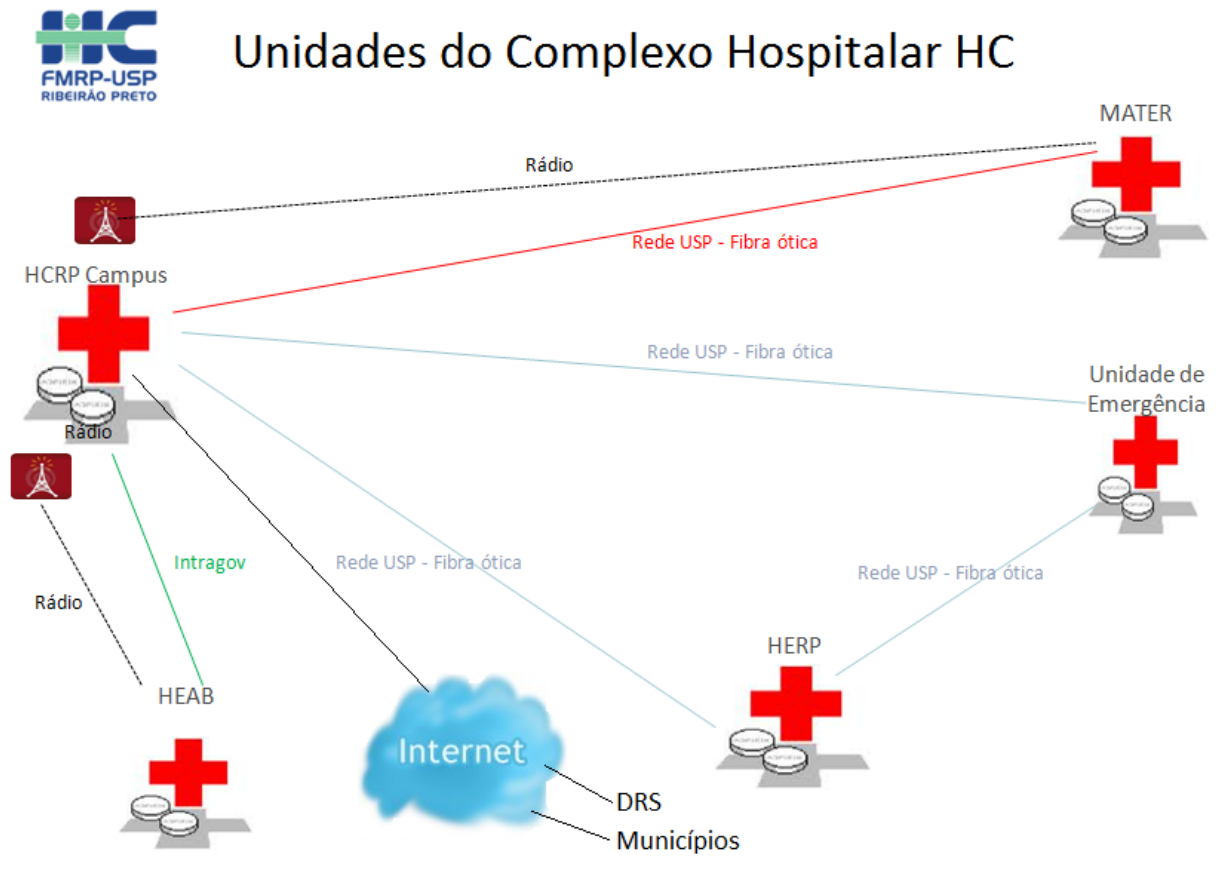 HC
FMRP-USP
RIBEIRÃO PRETO
Unidades do Complexo Hospitalar HC
MATER
Rádio
Rede USP - Fibra ótica
HCRP Campus
Rede USP - Fibra ótica
Unidade de
Emergência
Rádio
Intragov
Rede USP - Fibra ótica
Rede USP - Fibra ótica
Rádio
HERP
HEAB
Internet
DRS
Municípios